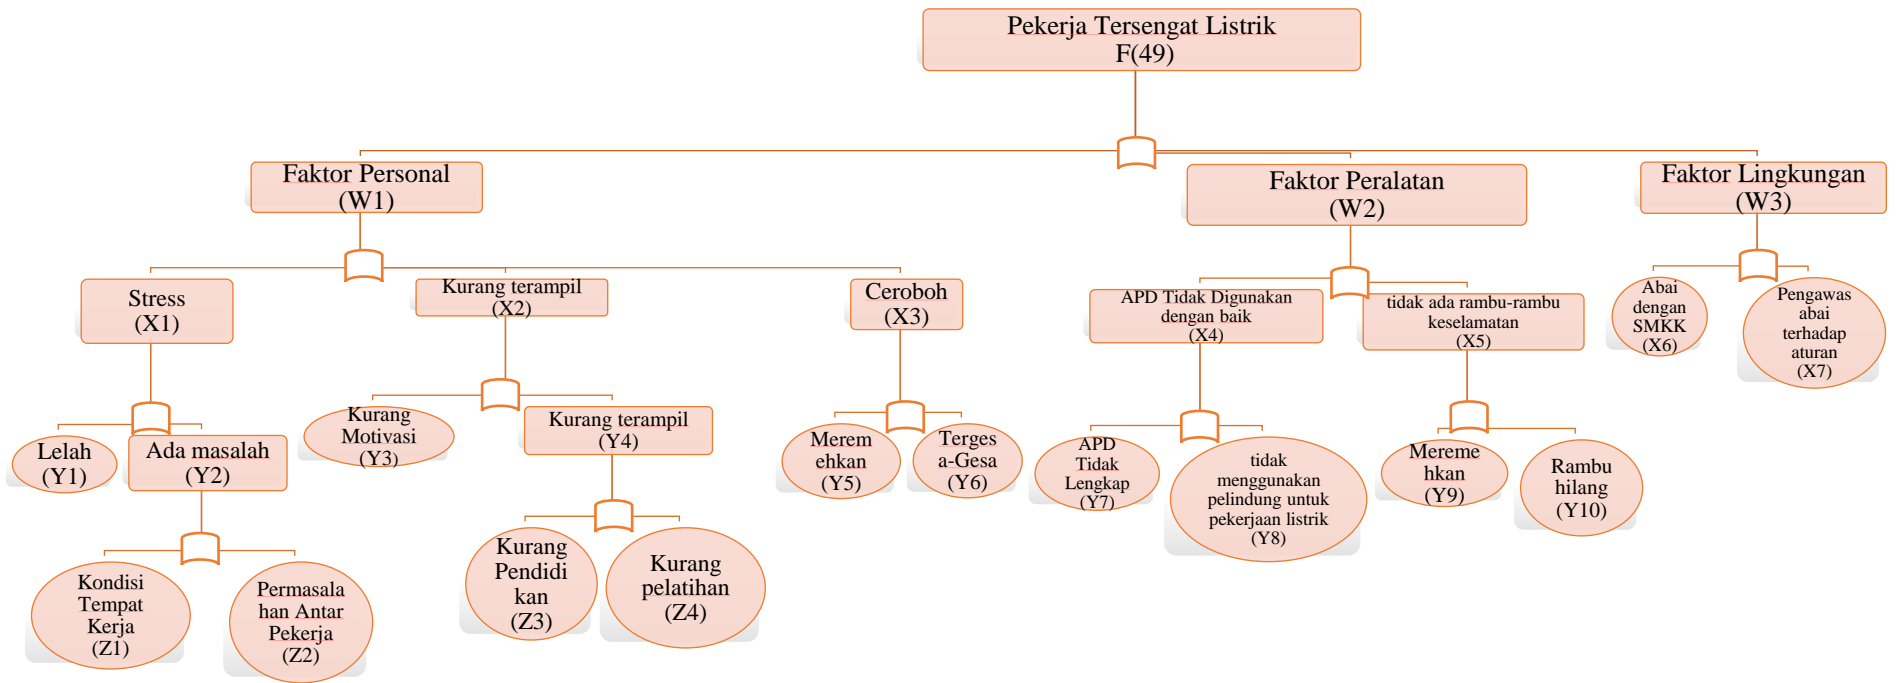 Pekerja Tersengat Listrik
F(49)
Faktor Personal
(W1)
Faktor Peralatan
(W2)
Faktor Lingkungan
(W3)
Stress
(X1)
Kurang terampil
(X2)
Ceroboh
(X3)
APD Tidak Digunakan
dengan baik
(X4)
tidak ada rambu-rambu
keselamatan
(X5)
Abai
dengan
SMKK
(X6)
Pengawas
abai
terhadap
aturan
(X7)
Lelah
(Y1)
Ada masalah
(Y2)
Kurang
Motivasi
(Y3)
Kurang terampil
(Y4)
Merem
ehkan
(Y5)
Terges
a-Gesa
(Y6)
APD
Tidak
Lengkap
(Y7)
tidak
menggunakan
pelindung untuk
pekerjaan listrik
(Y8)
Mereme
hkan
(Y9)
Rambu
hilang
(Y10)
Kondisi
Tempat
Kerja
(Z1)
Permasala
han Antar
Pekerja
(Z2)
Kurang
Pendidi
kan
(Z3)
Kurang
pelatihan
(Z4)